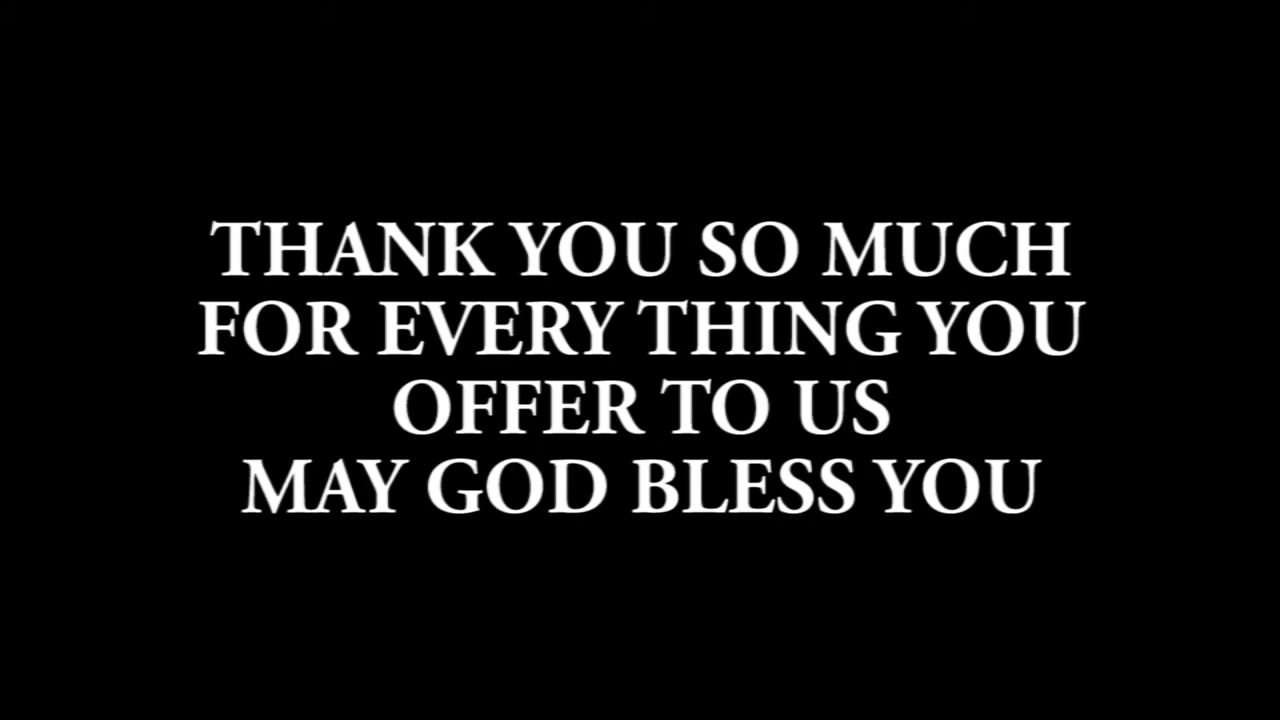 THANK YOU SO MUCH
FOR EVERY THING YOU
OFFER TO US
MAY GOD BLESS YOU